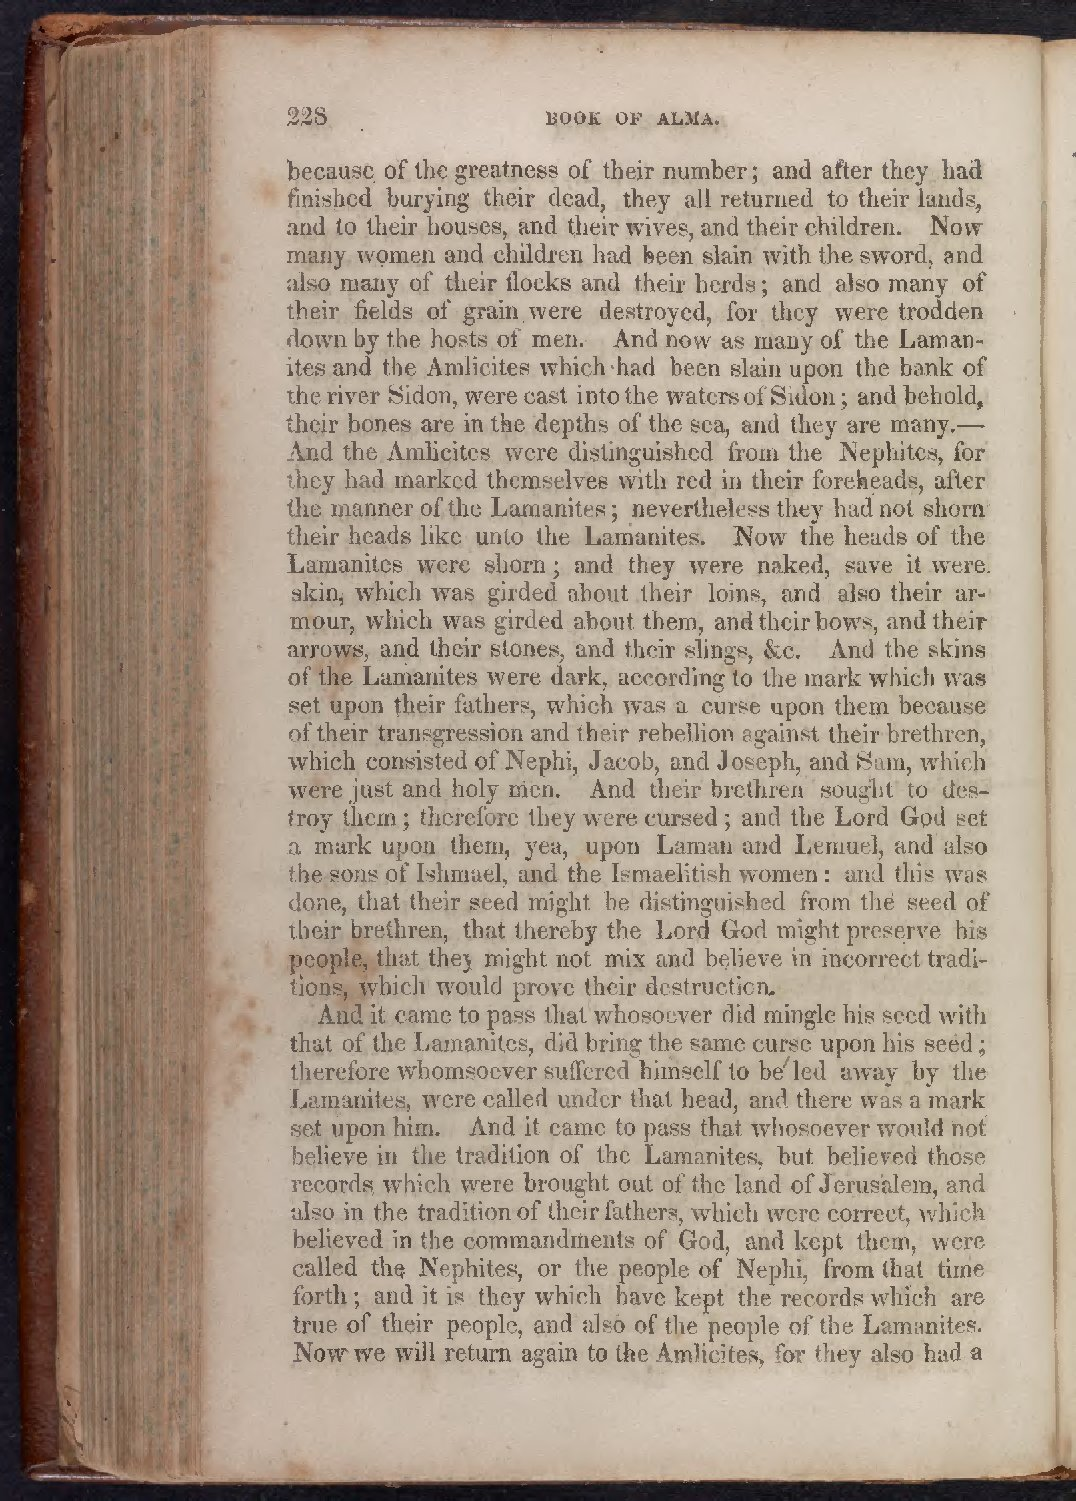 228 BOOK OF ALMA.
because of the greatness of their number; and after they had
finished burying their dead, they all returned to their lands,
and to their houses, and their wives, and their children. Now
many women and children had been slain with the sword, and
also many of their flocks and their herds; and also many of
their fields of grain were destroyed, for they were trodden
down by the hosts of men. And now as many of the Laman-
ites and the Amlicites which had been slain upon the bank of
the river Sidon, were cast into the waters of Sidon; and behold,
their bones are in the depths of the sea, and they are many.—
And the Amlicites were distinguished from the Nephites, for
they had marked themselves with red in their foreheads, after
the manner of the Lamanites; nevertheless they had not shorn
their heads like unto the Lamanites. Now the heads of the
Lamanites were shorn; and they were naked, save it were
skin, which was girded about their loins, and also their ar-
mour, which was girded about them, and their bows, and their
arrows, and their stones, and their slings, &c. And the skins
of the Lamanites were dark, according to the mark which was
set upon their fathers, which was a curse upon them because
of their transgression and their rebellion against their brethren,
which consisted of Nephi, Jacob, and Joseph, and Sam, which
were just and holy men. And their brethren sought to des-
troy them; therefore they were cursed; and the Lord God set
a mark upon them, yea, upon Laman and Lemuel, and also
the sons of Ishmael, and the Ismaelitish women: and this was
done, that their seed might be distinguished from the seed of
their brethren, that thereby the Lord God might preserve his
people, that they might not mix and believe in incorrect tradi-
tions, which would prove their destruction.
And it came to pass that whosoever did mingle his seed with
that of the Lamanites, did bring the same curse upon his seed;
therefore whomsoever suffered himself to be led away by the
Lamanites, were called under that head, and there was a mark
set upon him. And it came to pass that whosoever would not
believe in the tradition of the Lamanites, but believed those
records which were brought out of the land of Jerusalem, and
also in the tradition of their fathers, which were correct, which
believed in the commandments of God, and kept them, were
called the Nephites, or the people of Nephi, from that time
forth; and it is they which have kept the records which are
true of their people, and also of the people of the Lamanites.
Now we will return again to the Amlicites, for they also had a